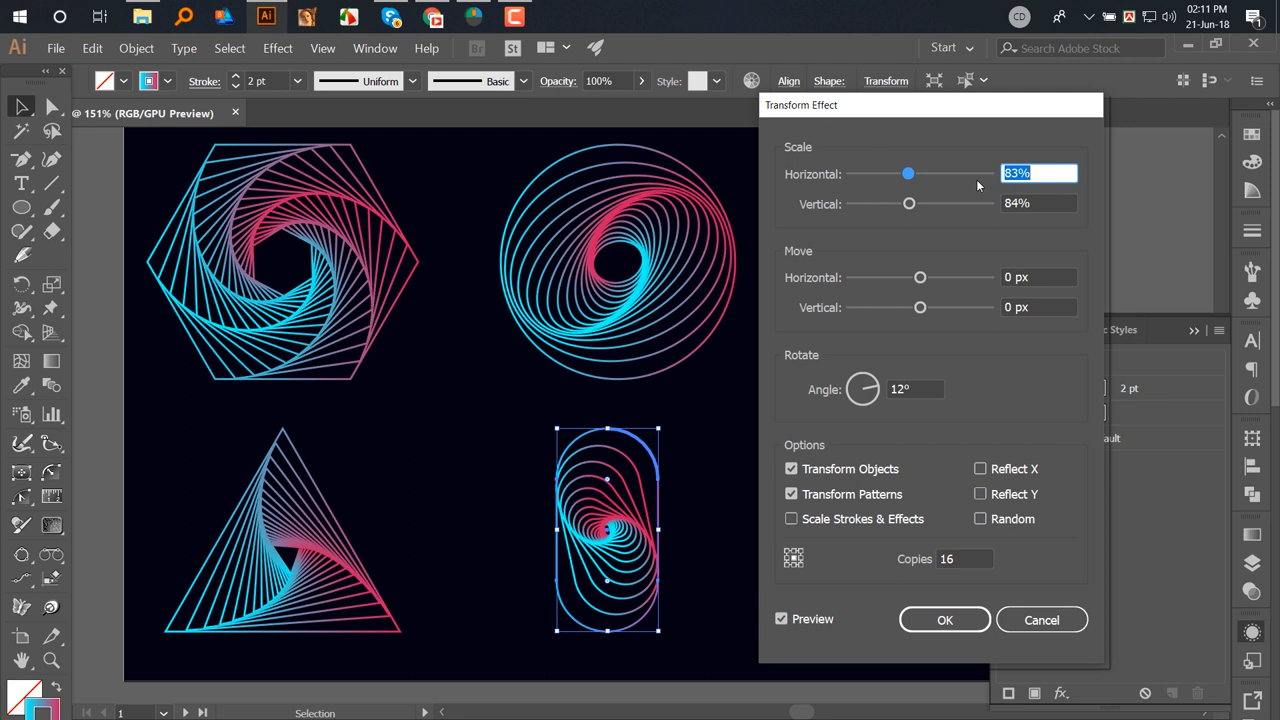 02:11 PM
21-Jun-18
CD
1
Ai
File Edit Object Type Select Effect View Window Help
Br St Start Search Adobe Stock
Stroke: 2 pt Uniform Basic Opacity: 100% Style: Align Shape: Transform
@ 151% (RGB/GPU Preview)
Transform Effect
Scale
Horizontal: 83%
Vertical: 84%
Move
Horizontal: 0 px
Vertical: 0 px
Styles
Rotate
Angle: 12°
2 pt
ault
Options
Transform Objects Reflect X
Transform Patterns Reflect Y
Scale Strokes & Effects Random
Copies 16
Preview OK Cancel
fx
1 Selection